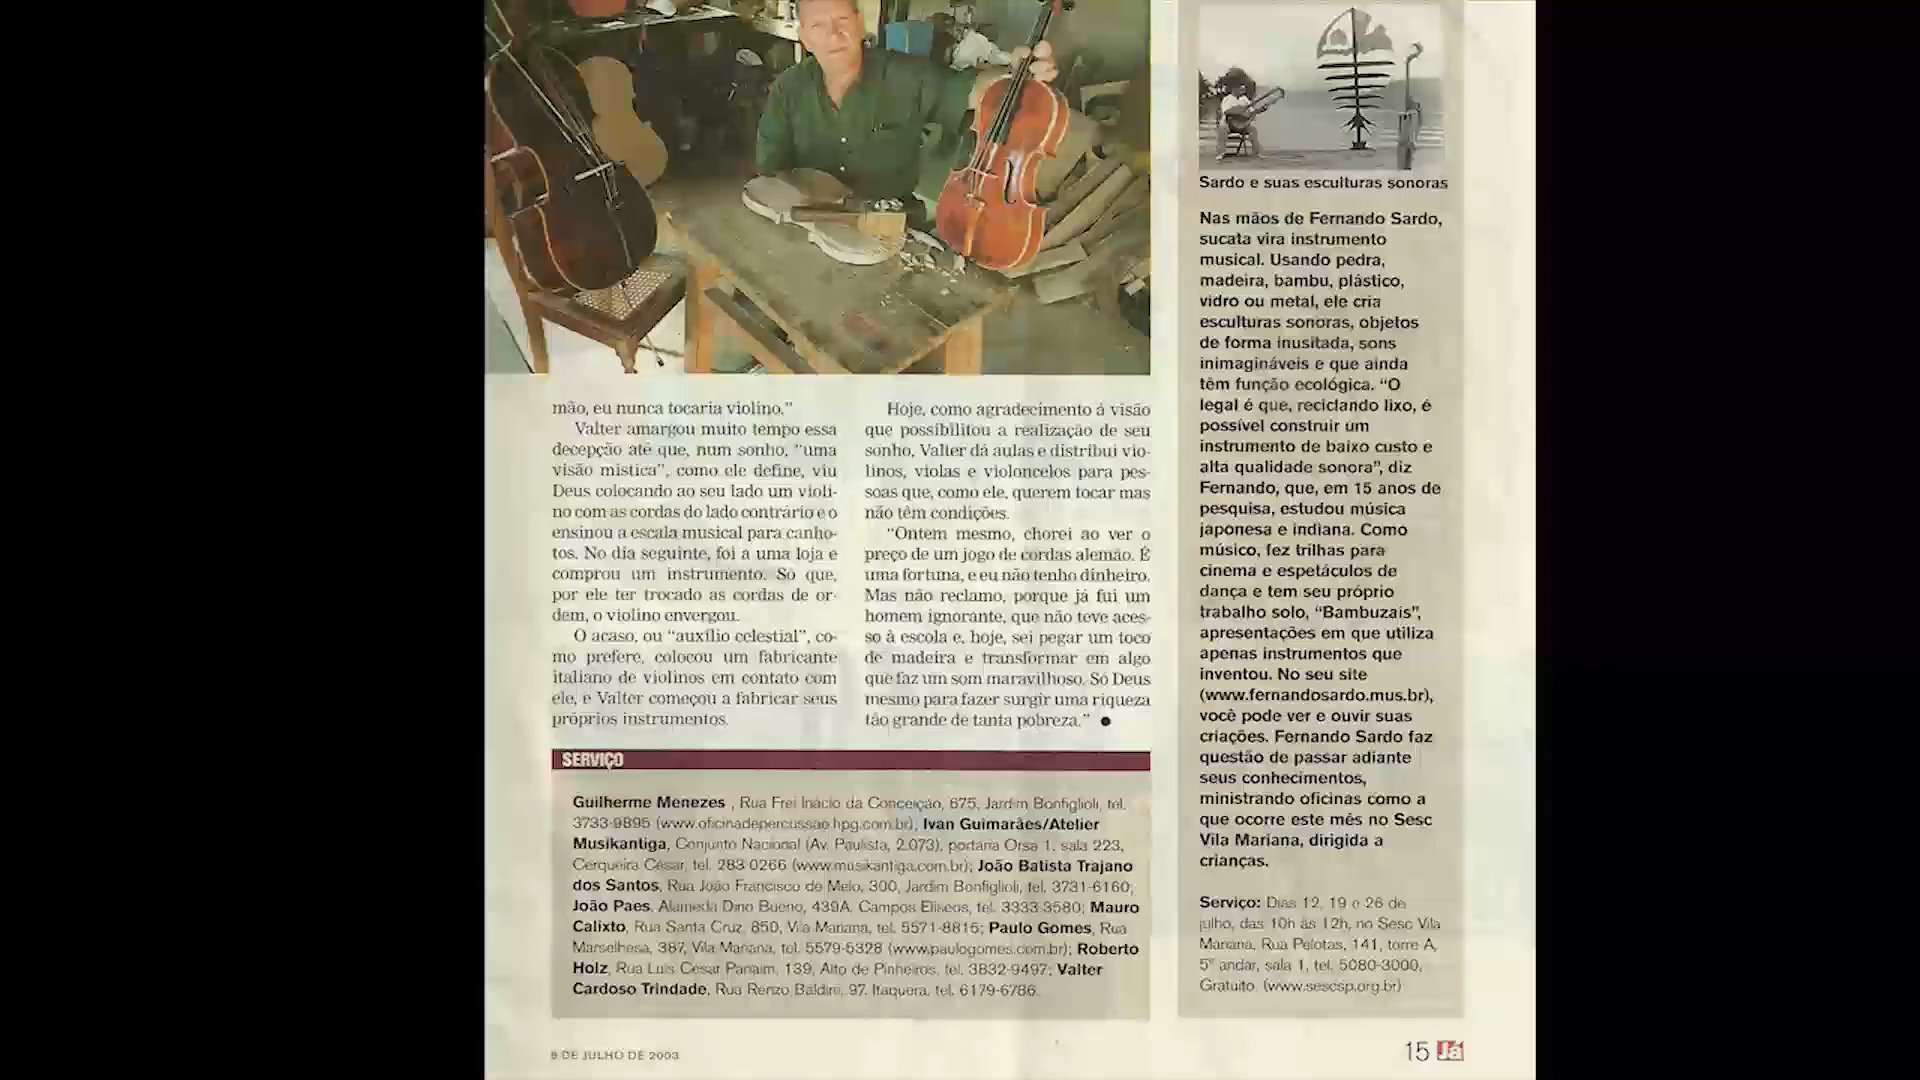 mão, eu nunca tocaria violino."
Valter amargou muito tempo essa
decepção até que, num sonho, "uma
visão mística", como ele define, viu
Deus colocando ao seu lado um violi-
no com as cordas do lado contrário e o
ensinou a escala musical para canho-
tos. No dia seguinte, foi a uma loja e
comprou um instrumento. Só que,
por ele ter trocado as cordas de or-
dem, o violino envergou.
O acaso, ou "auxílio celestial", co-
mo prefere, colocou um fabricante
italiano de violinos em contato com
ele, e Valter começou a fabricar seus
próprios instrumentos.
Hoje, como agradecimento à visão
que possibilitou a realização de seu
sonho, Valter dá aulas e distribui vio-
linos, violas e violoncelos para pes-
soas que, como ele, querem tocar mas
não têm condições.
"Ontem mesmo, chorei ao ver o
preço de um jogo de cordas alemão. É
uma fortuna, e eu não tenho dinheiro.
Mas não reclamo, porque já fui um
homem ignorante, que não teve aces-
so à escola e, hoje, sei pegar um toco
de madeira e transformar em algo
que faz um som maravilhoso. Só Deus
mesmo para fazer surgir uma riqueza
tão grande de tanta pobreza." ●
SERVIÇO
Guilherme Menezes , Rua Frei Inácio da Conceição, 675, Jardim Bonfiglioli, tel.
3733-9895 (www.oficinadepercussao.hpg.com.br); Ivan Guimarães/Atelier
Musikantiga, Conjunto Nacional (Av. Paulista, 2.073), portaria Orsa 1, sala 223,
Cerqueira César, tel. 283-0266 (www.musikantiga.com.br); João Batista Trajano
dos Santos, Rua João Francisco de Melo, 300, Jardim Bonfiglioli, tel. 3731-6160;
João Paes, Alameda Dino Bueno, 439A, Campos Elíseos, tel. 3333-3580; Mauro
Calixto, Rua Santa Cruz, 850, Vila Mariana, tel. 5571-8816; Paulo Gomes, Rua
Marselhesa, 387, Vila Mariana, tel. 5579-5328 (www.paulogomes.com.br); Roberto
Holz, Rua Luis Cesar Panaim, 139, Alto de Pinheiros, tel. 3832-9497; Valter
Cardoso Trindade, Rua Renzo Baldini, 97, Itaquera, tel. 6179-6786.
Sardo e suas esculturas sonoras
Nas mãos de Fernando Sardo,
sucata vira instrumento
musical. Usando pedra,
madeira, bambu, plástico,
vidro ou metal, ele cria
esculturas sonoras, objetos
de forma inusitada, sons
inimagináveis e que ainda
têm função ecológica. "O
legal é que, reciclando lixo, é
possível construir um
instrumento de baixo custo e
alta qualidade sonora", diz
Fernando, que, em 15 anos de
pesquisa, estudou música
japonesa e indiana. Como
músico, fez trilhas para
cinema e espetáculos de
dança e tem seu próprio
trabalho solo, "Bambuzais",
apresentações em que utiliza
apenas instrumentos que
inventou. No seu site
(www.fernandosardo.mus.br),
você pode ver e ouvir suas
criações. Fernando Sardo faz
questão de passar adiante
seus conhecimentos,
ministrando oficinas como a
que ocorre este mês no Sesc
Vila Mariana, dirigida a
crianças.
Serviço: Dias 12, 19 e 26 de
julho, das 10h às 12h, no Sesc Vila
Mariana, Rua Pelotas, 141, torre A,
5º andar, sala 1, tel. 5080-3000,
Gratuito. (www.sescsp.org.br)
6 DE JULHO DE 2003
15 Já